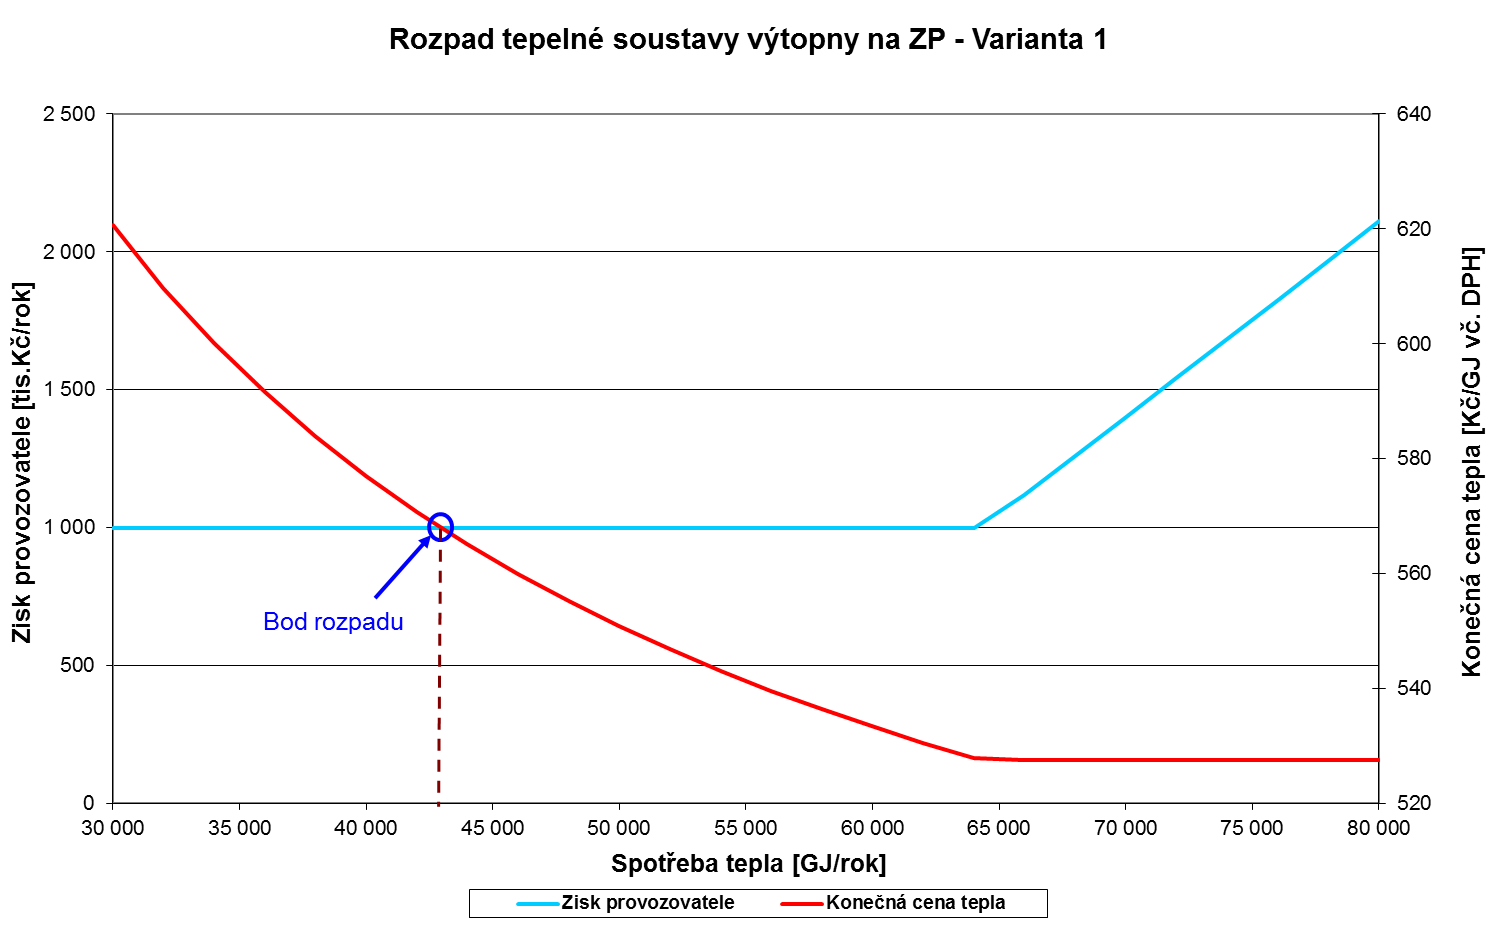 Rozpad tepelné soustavy výtopny na ZP - Varianta 1
Zisk provozovatele [tis.Kč/rok]
2 500
2 000
1 500
1 000
500
0
640
620
600
580
560
540
520
Konečná cena tepla [Kč/GJ vč. DPH]
Bod rozpadu
30 000 35 000 40 000 45 000 50 000 55 000 60 000 65 000 70 000 75 000 80 000
Spotřeba tepla [GJ/rok]
Zisk provozovatele Konečná cena tepla